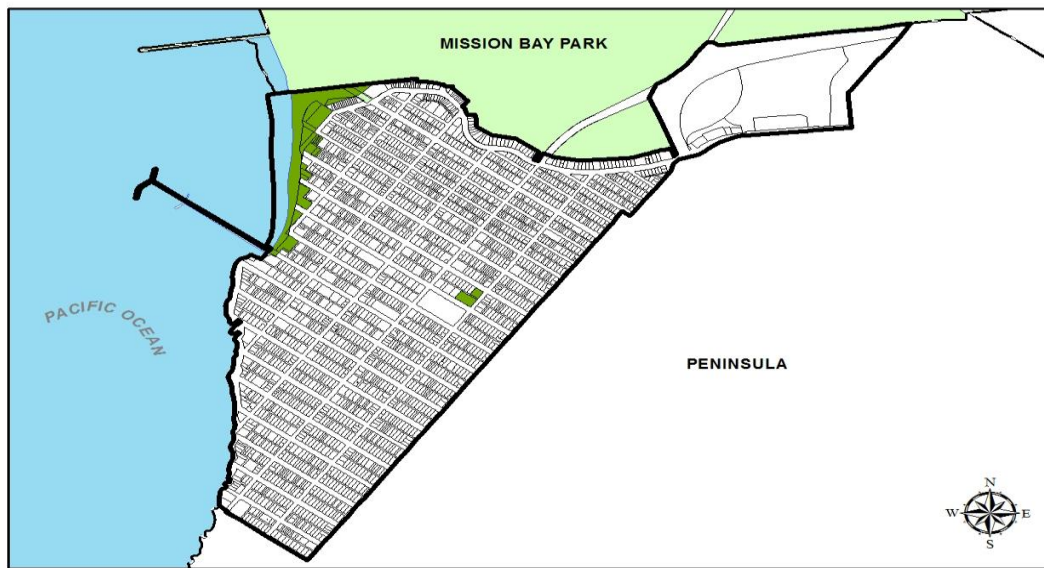 MISSION BAY PARK
PACIFIC OCEAN
PENINSULA
N
W E
S